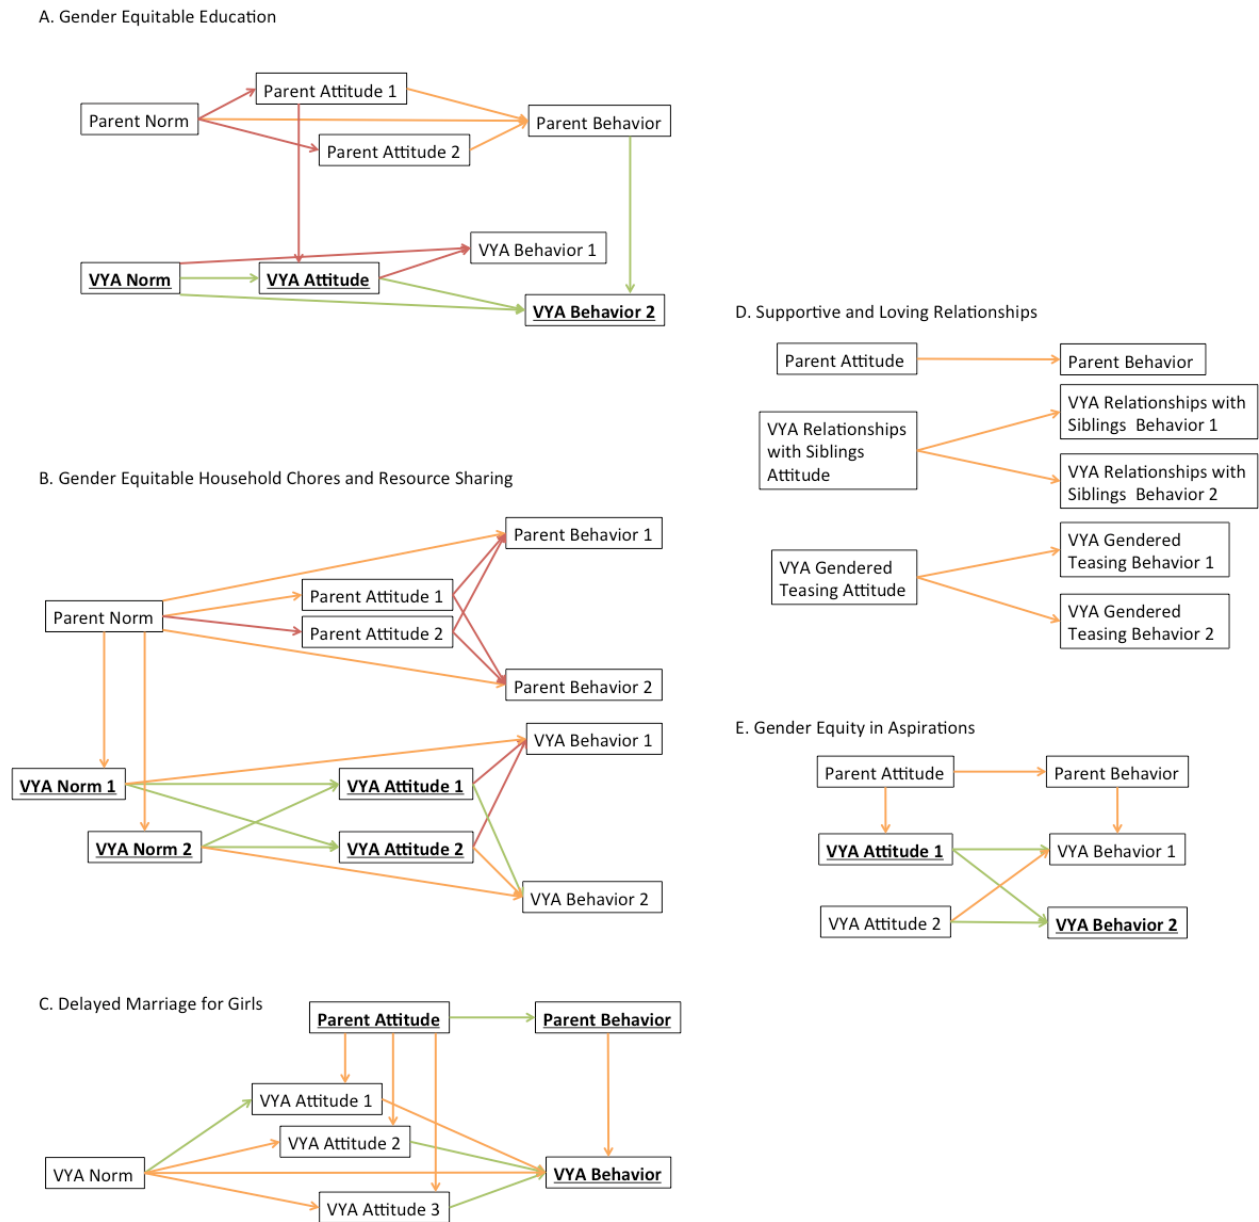 A. Gender Equitable Education
Parent Attitude 1
Parent Norm
Parent Behavior
Parent Attitude 2
VYA Behavior 1
VYA Norm
VYA Attitude
VYA Behavior 2
B. Gender Equitable Household Chores and Resource Sharing
Parent Behavior 1
Parent Attitude 1
Parent Norm
Parent Attitude 2
Parent Behavior 2
VYA Behavior 1
VYA Norm 1
VYA Attitude 1
VYA Norm 2
VYA Attitude 2
VYA Behavior 2
C. Delayed Marriage for Girls
Parent Attitude
Parent Behavior
VYA Attitude 1
VYA Attitude 2
VYA Norm
VYA Behavior
VYA Attitude 3
D. Supportive and Loving Relationships
Parent Attitude
Parent Behavior
VYA Relationships
with Siblings
Attitude
VYA Relationships with
Siblings  Behavior 1
VYA Relationships with
Siblings  Behavior 2
VYA Gendered
Teasing Attitude
VYA Gendered
Teasing Behavior 1
VYA Gendered
Teasing Behavior 2
E. Gender Equity in Aspirations
Parent Attitude
Parent Behavior
VYA Attitude 1
VYA Behavior 1
VYA Attitude 2
VYA Behavior 2